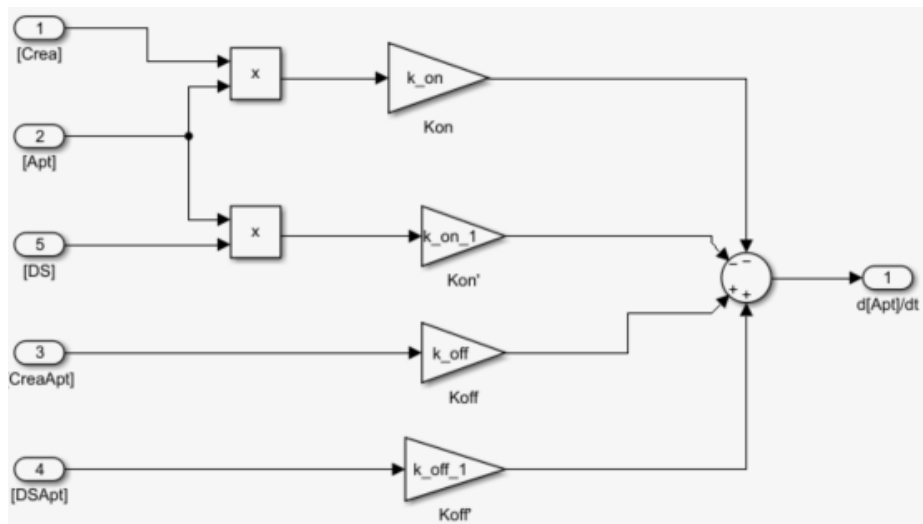 1
[Crea]
x
k_on
Kon
2
[Apt]
x
k_on_1
Kon'
5
[DS]
− −
+ +
1
d[Apt]/dt
3
CreaApt]
k_off
Koff
4
[DSApt]
k_off_1
Koff'